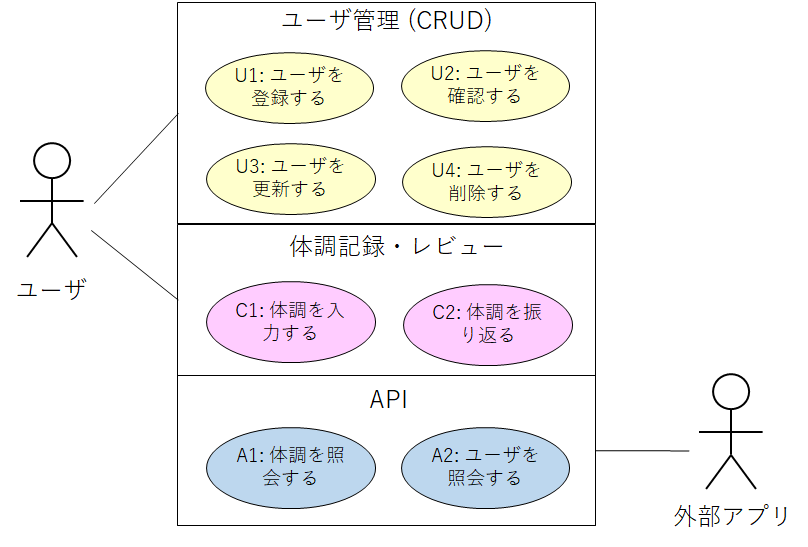 ユーザ管理 (CRUD)
U1: ユーザを
登録する
U2: ユーザを
確認する
U3: ユーザを
更新する
U4: ユーザを
削除する
ユーザ
体調記録・レビュー
C1: 体調を入
力する
C2: 体調を振
り返る
API
A1: 体調を照
会する
A2: ユーザを
照会する
外部アプリ